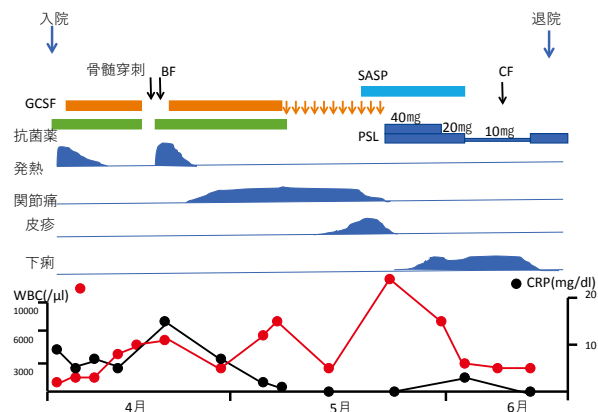 入院
退院
骨髄穿刺
BF
SASP
CF
GCSF
40㎎
20㎎
10㎎
抗菌薬
PSL
発熱
関節痛
皮疹
下痢
WBC(/μl)
CRP(mg/dl)
10000
6000
3000
20
10
4月
5月
6月